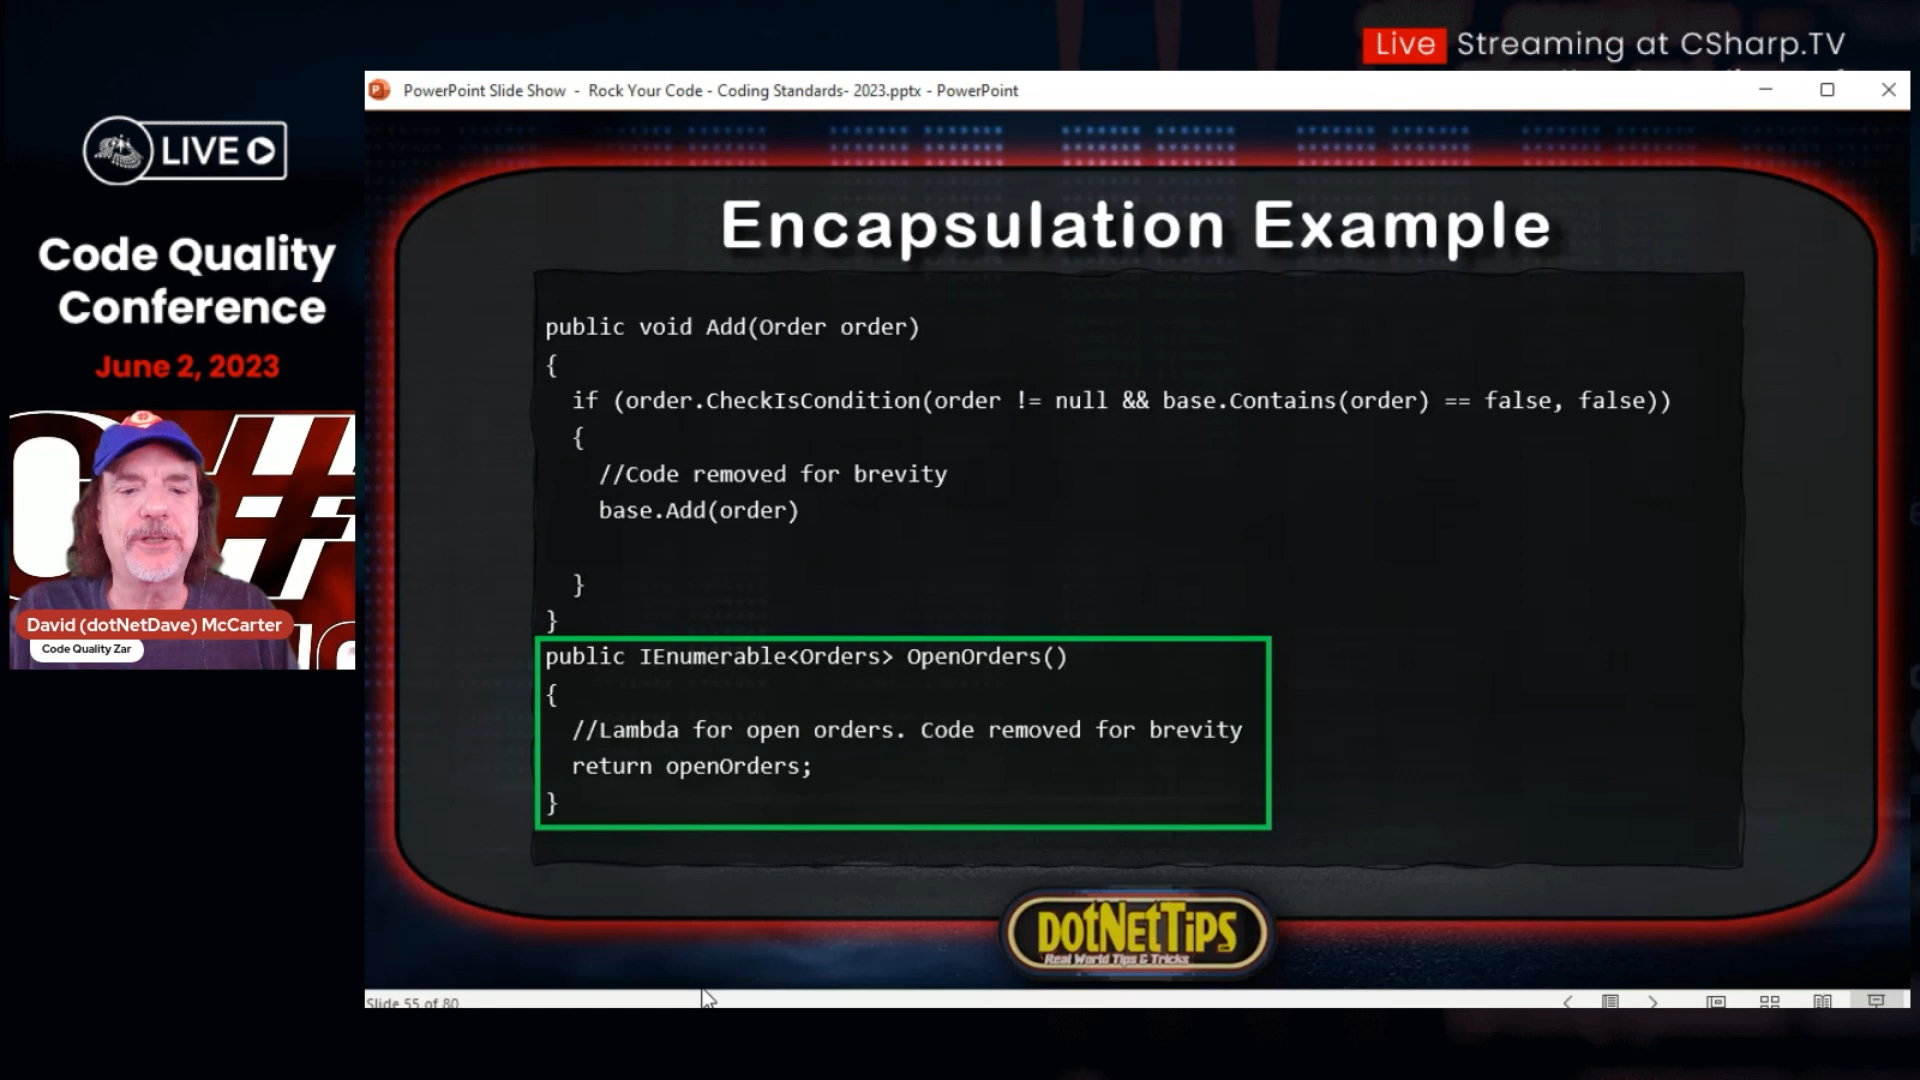 Live Streaming at CSharp.TV
PowerPoint Slide Show - Rock Your Code - Coding Standards- 2023.pptx - PowerPoint
LIVE
Code Quality
Conference
June 2, 2023
David (dotNetDave) McCarter
Code Quality Zar
Encapsulation Example
public void Add(Order order)
{
if (order.CheckIsCondition(order != null && base.Contains(order) == false, false))
{
//Code removed for brevity
base.Add(order)
}
}
public IEnumerable<Orders> OpenOrders()
{
//Lambda for open orders. Code removed for brevity
return openOrders;
}
dotNetTips
Real World Tips & Tricks
Slide 55 of 80